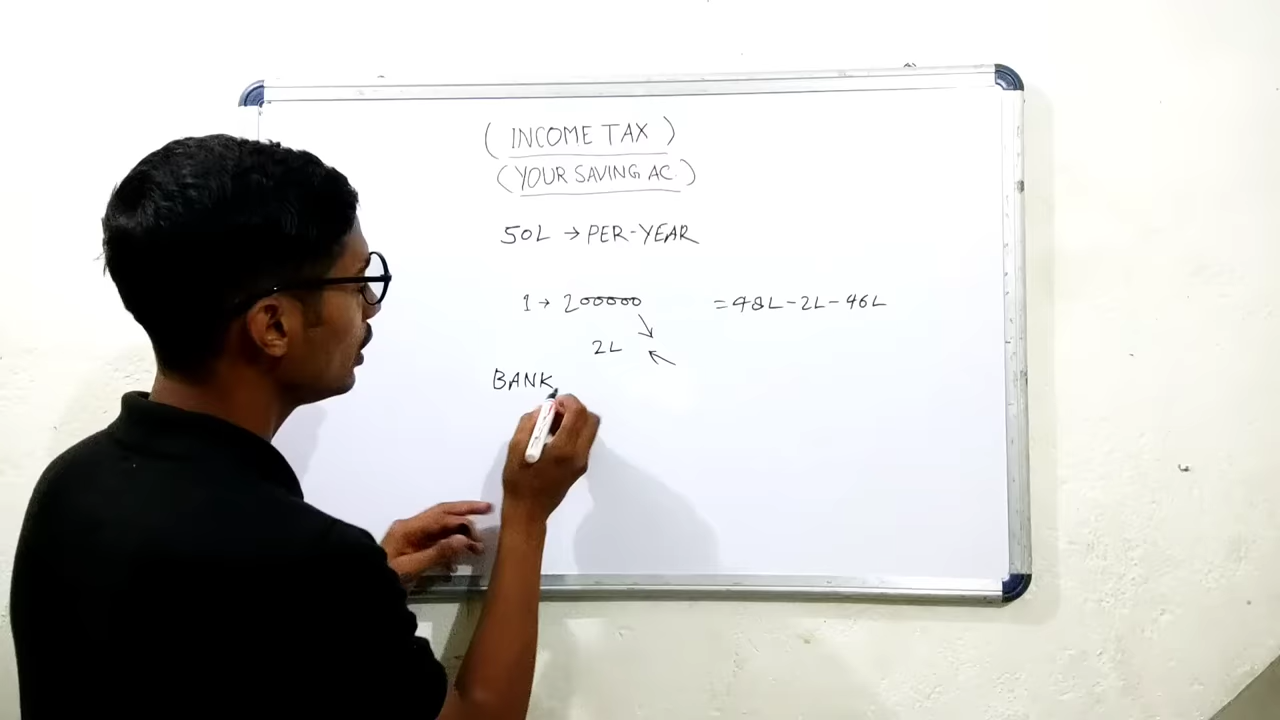 ( INCOME TAX )
( YOUR SAVING AC. )
50L → PER-YEAR
1 → 200000 = 48L - 2L - 46L
2L
BANK